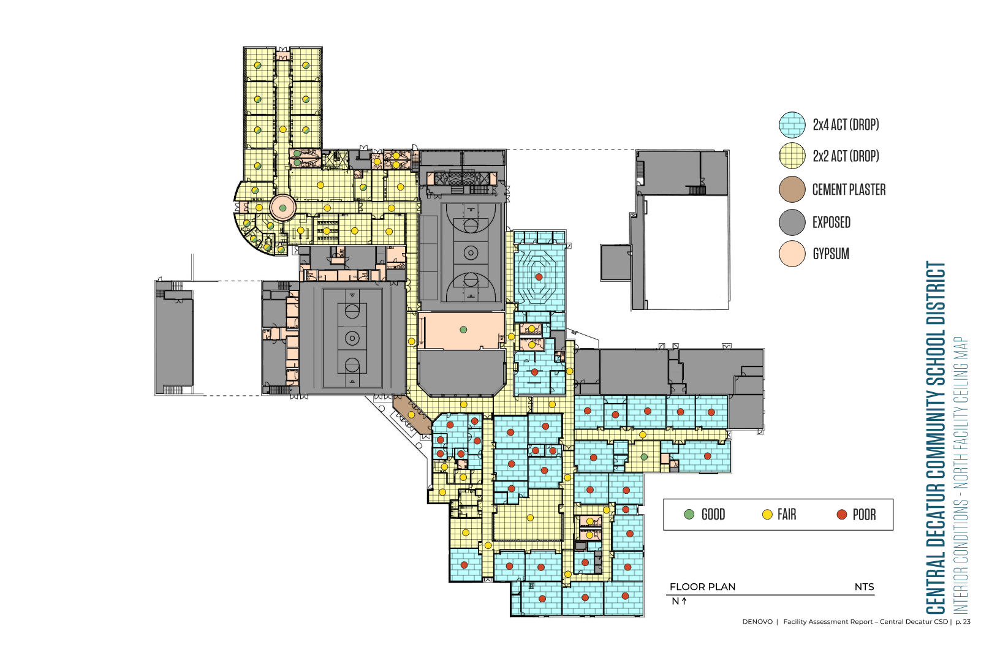 2x4 ACT (DROP)
2x2 ACT (DROP)
CEMENT PLASTER
EXPOSED
GYPSUM
GOOD
FAIR
POOR
FLOOR PLAN
NTS
N
CENTRAL DECATUR COMMUNITY SCHOOL DISTRICT
INTERIOR CONDITIONS - NORTH FACILITY CEILING MAP
DENOVO | Facility Assessment Report – Central Decatur CSD | p. 23